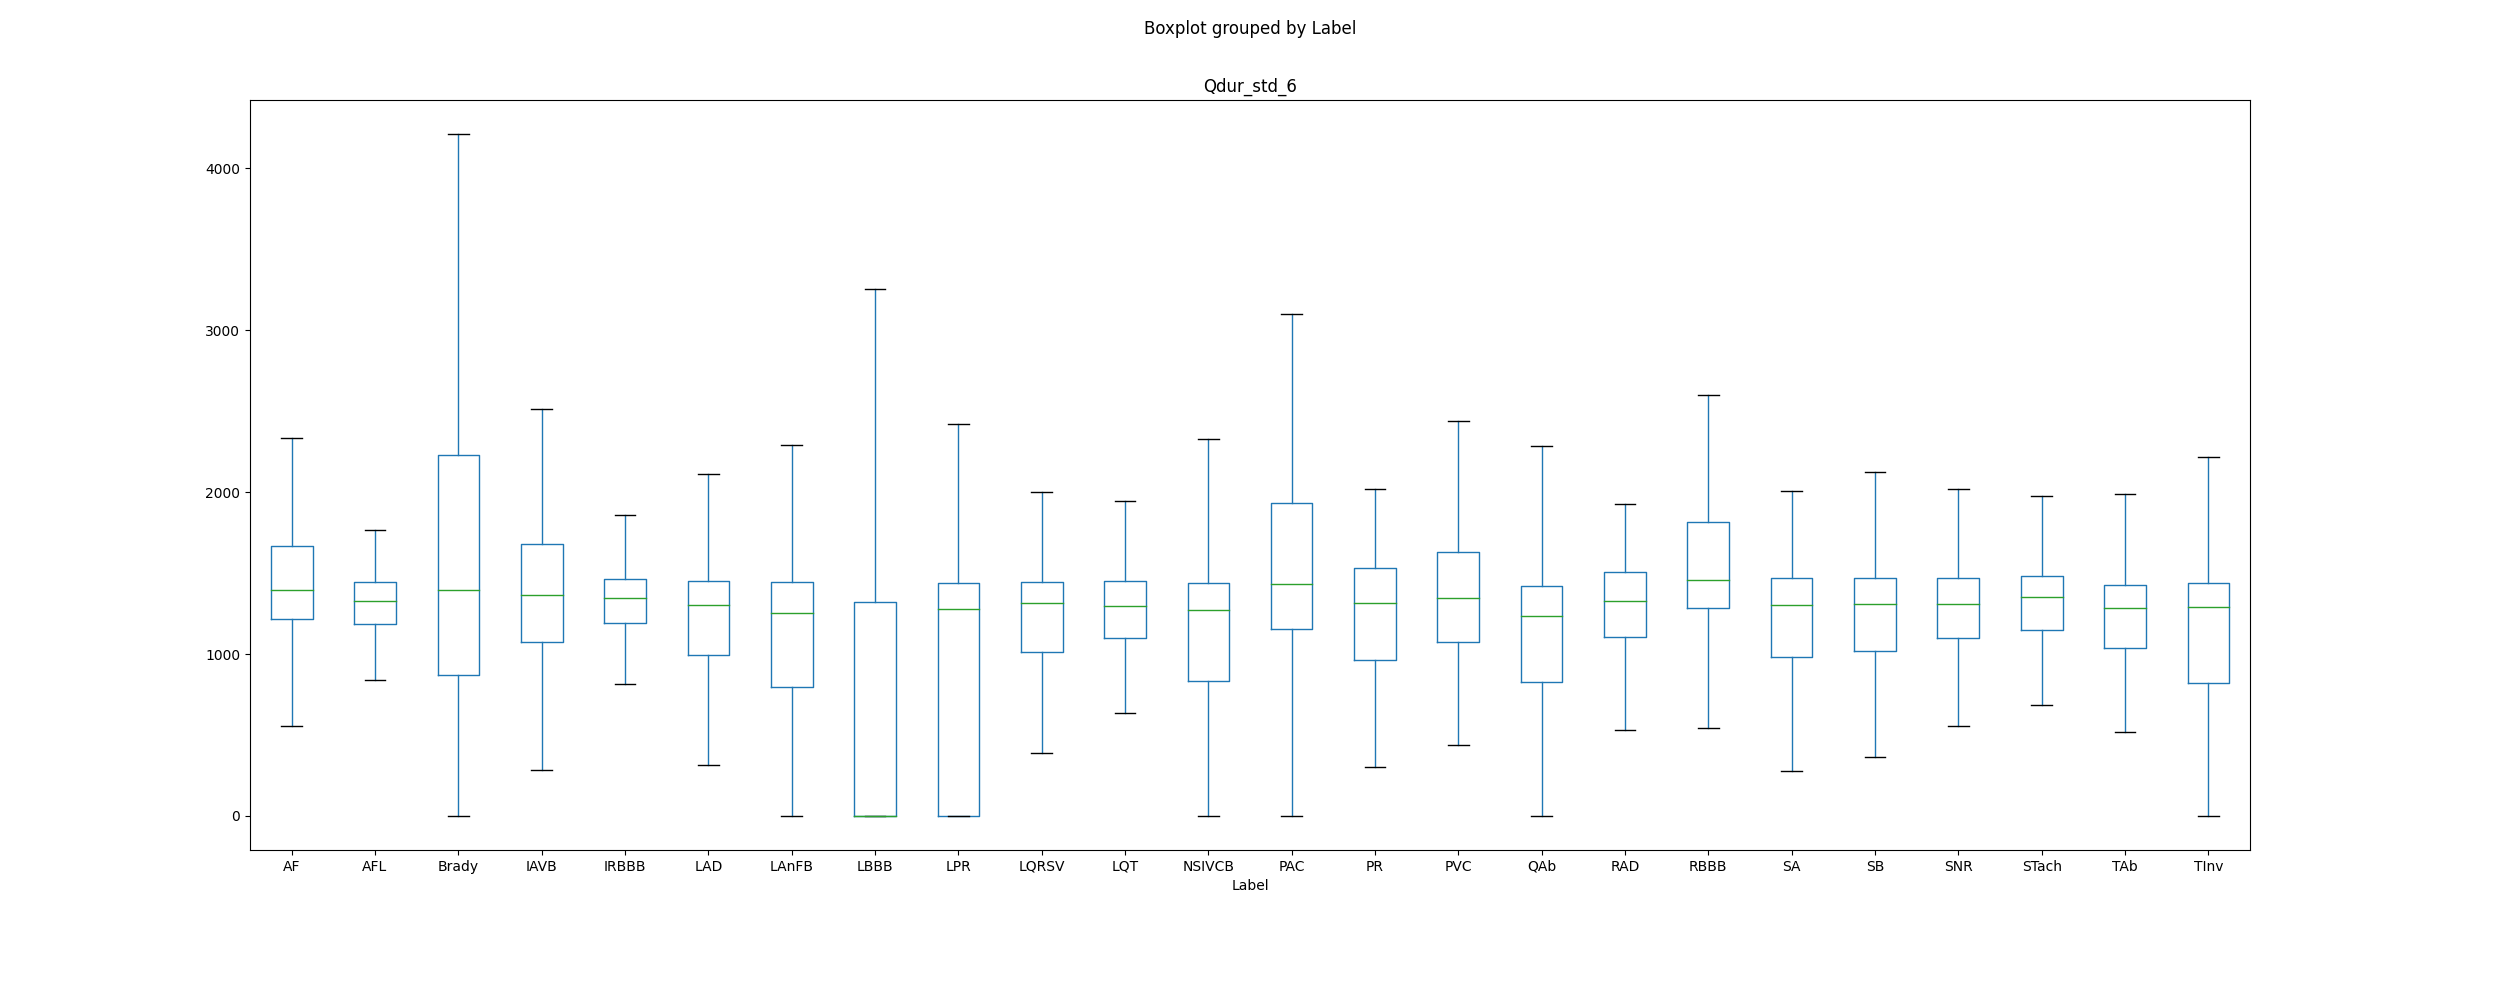 Boxplot grouped by Label
Qdur_std_6
4000
3000
2000
1000
0
AF AFL Brady IAVB IRBBB LAD LAnFB LBBB LPR LQRSV LQT NSIVCB PAC PR PVC QAb RAD RBBB SA SB SNR STach TAb TInv
Label